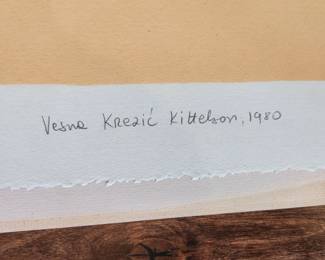 Vesna Krezić Kittelson, 1980